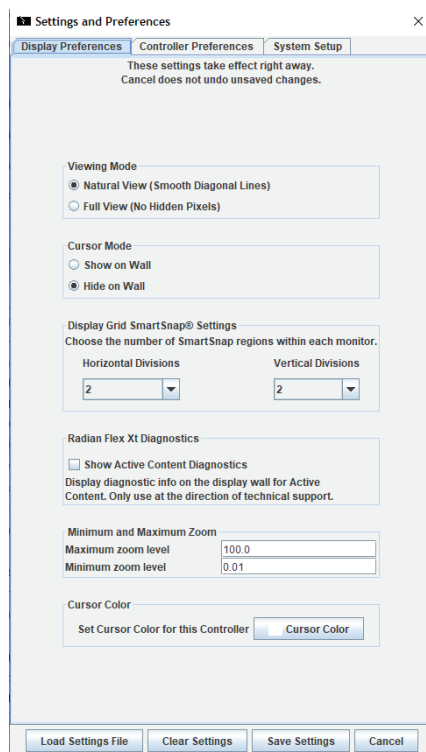 Settings and Preferences
Display Preferences Controller Preferences System Setup
These settings take effect right away.
Cancel does not undo unsaved changes.
Viewing Mode
Natural View (Smooth Diagonal Lines)
Full View (No Hidden Pixels)
Cursor Mode
Show on Wall
Hide on Wall
Display Grid SmartSnap® Settings
Choose the number of SmartSnap regions within each monitor.
Horizontal Divisions Vertical Divisions
2 2
Radian Flex Xt Diagnostics
Show Active Content Diagnostics
Display diagnostic info on the display wall for Active
Content. Only use at the direction of technical support.
Minimum and Maximum Zoom
Maximum zoom level 100.0
Minimum zoom level 0.01
Cursor Color
Set Cursor Color for this Controller Cursor Color
Load Settings File Clear Settings Save Settings Cancel